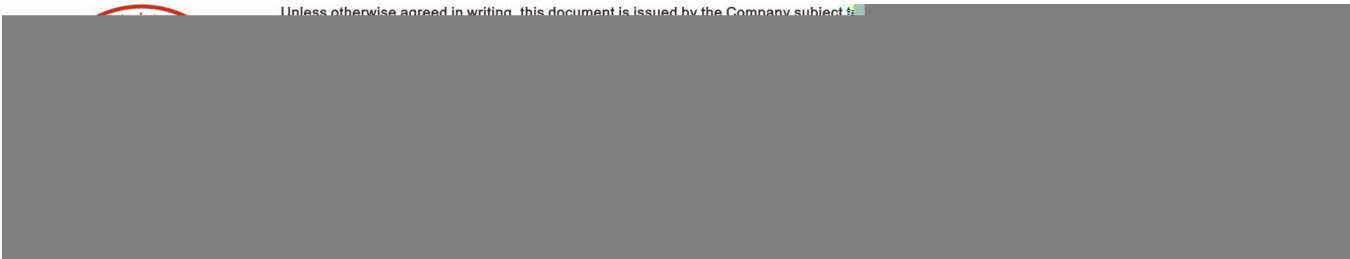 Unless otherwise agreed in writing, this document is issued by the Company subject